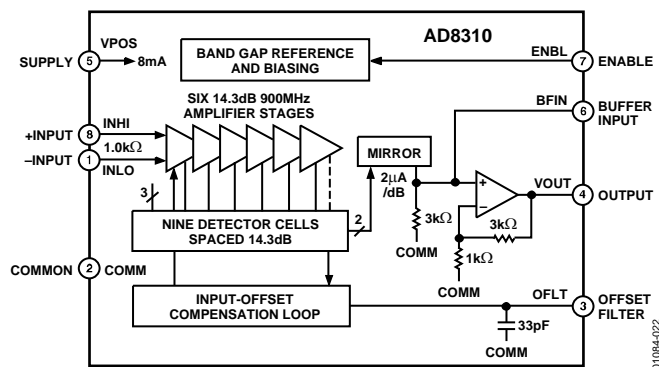 AD8310
SUPPLY
5
VPOS
8mA
BAND GAP REFERENCE
AND BIASING
ENBL
7
ENABLE
SIX 14.3dB 900MHz
AMPLIFIER STAGES
BFIN
6
BUFFER
INPUT
+INPUT
8
INHI
1.0kΩ
–INPUT
1
INLO
MIRROR
2μA
/dB
3kΩ
COMM
+
–
VOUT
4
OUTPUT
3kΩ
1kΩ
COMM
3
NINE DETECTOR CELLS
SPACED 14.3dB
2
COMMON
2
COMM
INPUT-OFFSET
COMPENSATION LOOP
OFLT
3
OFFSET
FILTER
33pF
COMM
01084-022